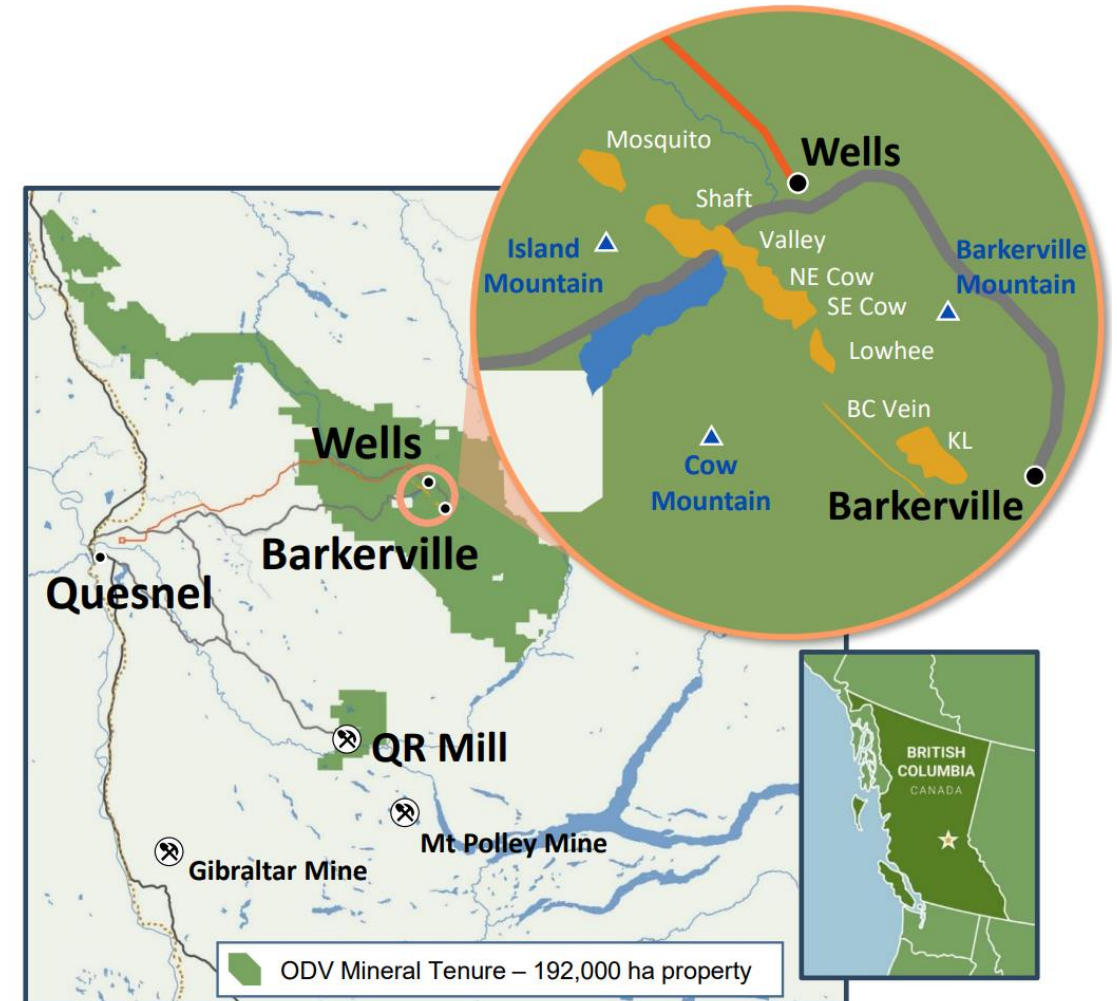 Mosquito
Wells
Shaft
Valley
Island
Mountain
Barkerville
Mountain
NE Cow
SE Cow
Lowhee
BC Vein
KL
Cow
Mountain
Barkerville
Wells
Barkerville
Quesnel
QR Mill
Mt Polley Mine
Gibraltar Mine
BRITISH
COLUMBIA
CANADA
ODV Mineral Tenure – 192,000 ha property